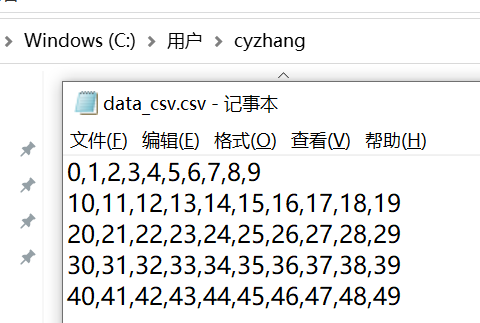 Windows (C:) 用户 cyzhang
data_csv.csv - 记事本
文件(F) 编辑(E) 格式(O) 查看(V) 帮助(H)
0,1,2,3,4,5,6,7,8,9
10,11,12,13,14,15,16,17,18,19
20,21,22,23,24,25,26,27,28,29
30,31,32,33,34,35,36,37,38,39
40,41,42,43,44,45,46,47,48,49